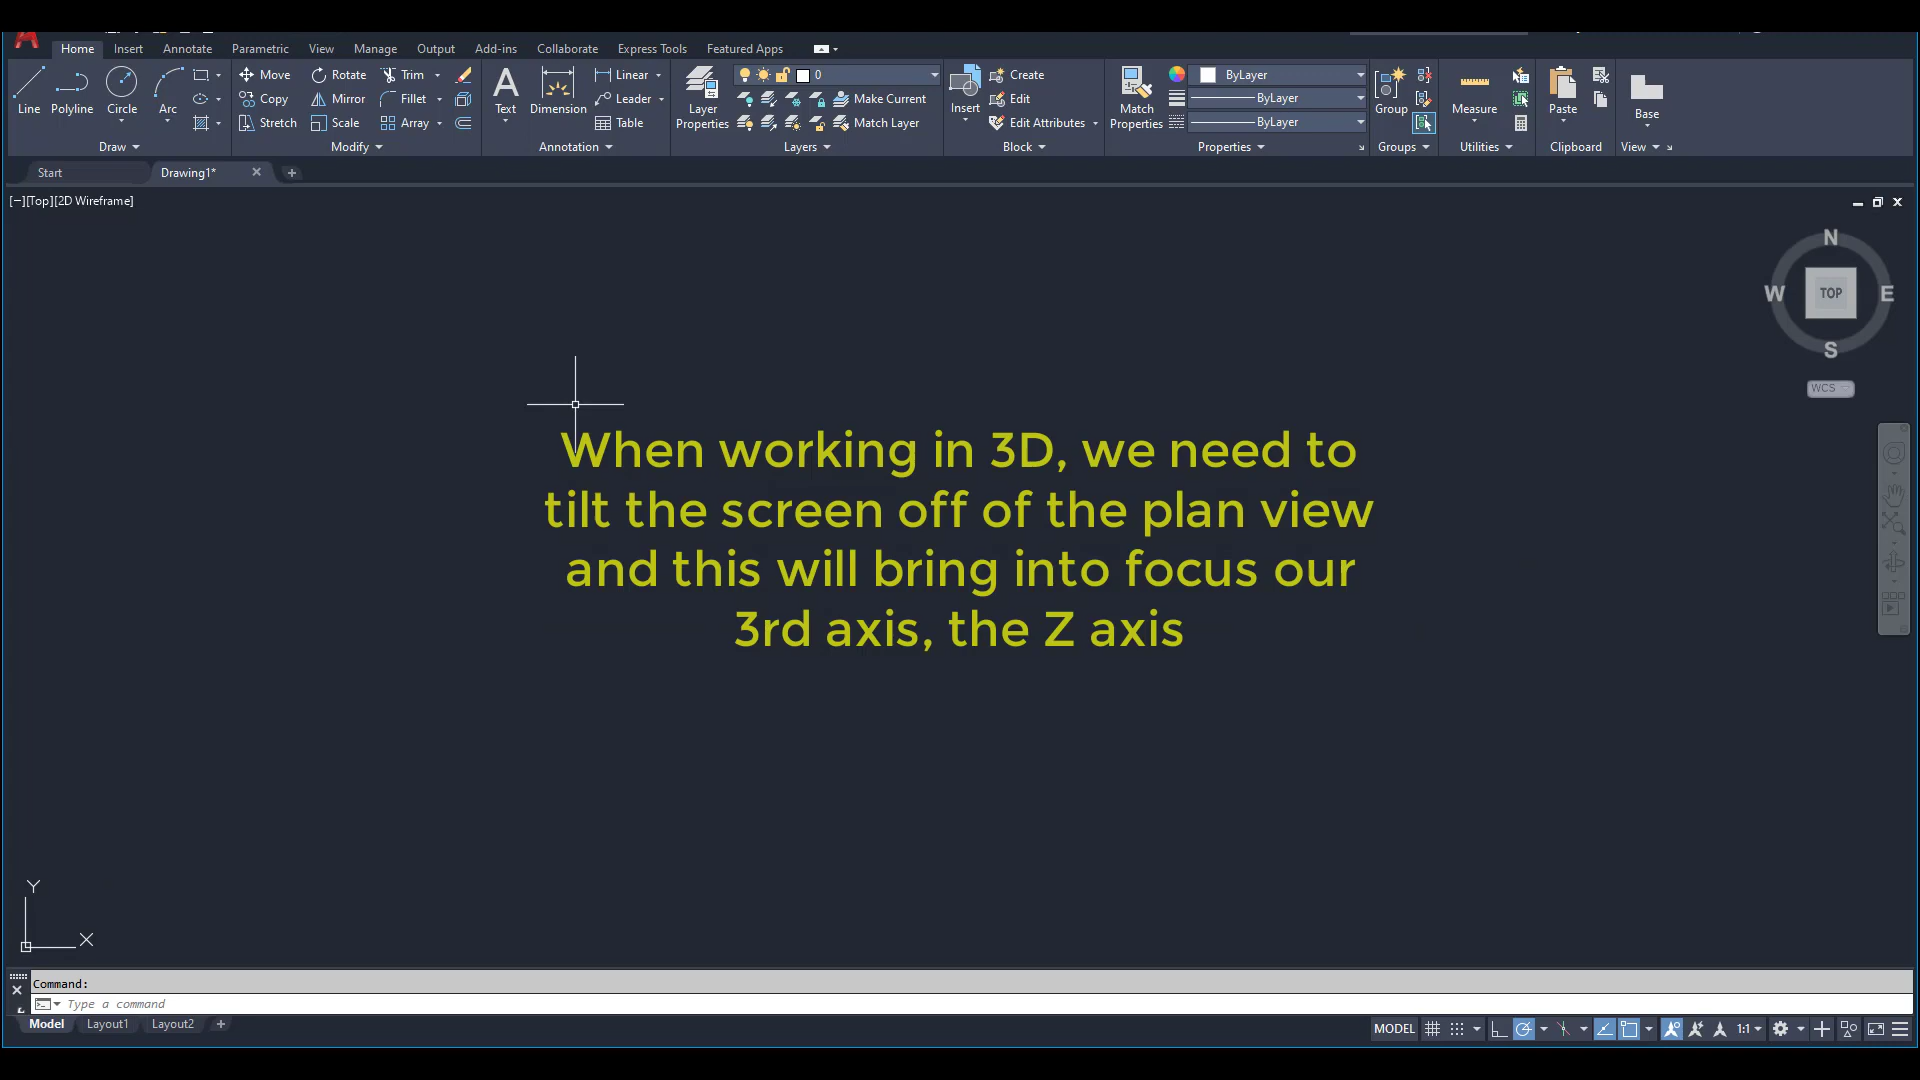 Home Insert Annotate Parametric View Manage Output Add-ins Collaborate Express Tools Featured Apps
Line Polyline Circle Arc
Draw
Move Rotate Trim
Copy Mirror Fillet
Stretch Scale Array
Modify
Text Dimension
Linear
Leader
Table
Annotation
Layer
Properties
0
Make Current
Match Layer
Layers
Insert
Create
Edit
Edit Attributes
Block
Match
Properties
ByLayer
ByLayer
ByLayer
Properties
Group
Groups
Measure
Utilities
Paste
Clipboard
Base
View
Start Drawing1*
[−][Top][2D Wireframe]
N
W TOP E
S
WCS
When working in 3D, we need to
tilt the screen off of the plan view
and this will bring into focus our
3rd axis, the Z axis
Y
X
Command:
Type a command
Model Layout1 Layout2 +
MODEL 1:1